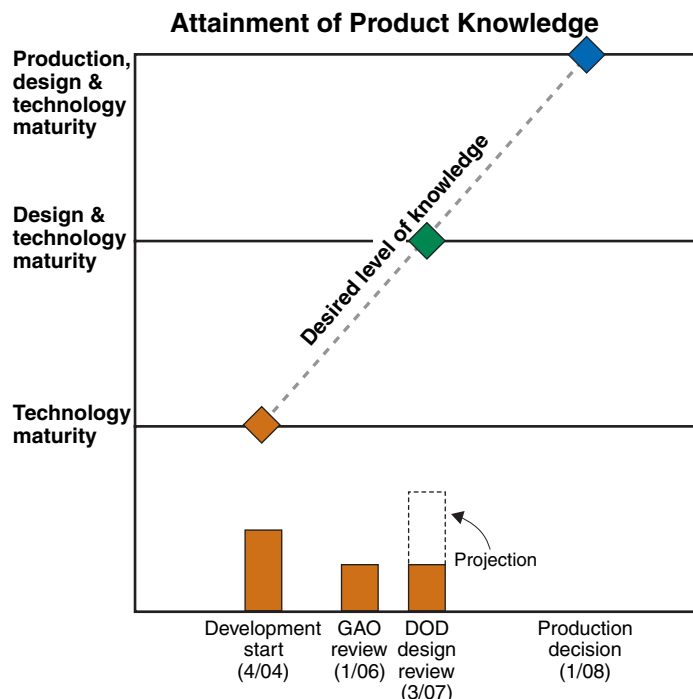 Attainment of Product Knowledge
Production,
design &
technology
maturity
Design &
technology
maturity
Technology
maturity
Desired level of knowledge
Projection
Development
start
(4/04)
GAO
review
(1/06)
DOD
design
review
(3/07)
Production
decision
(1/08)